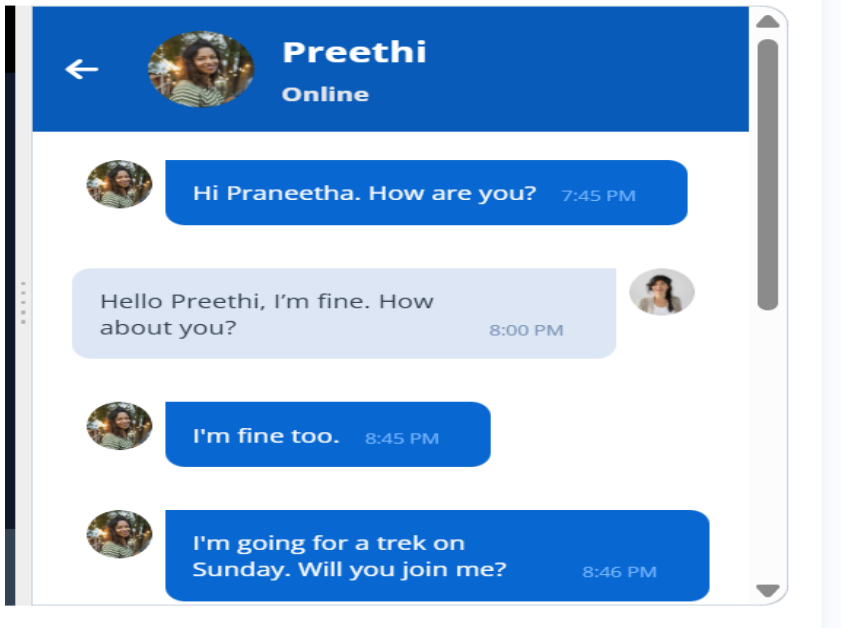 Preethi
Online
Hi Praneetha. How are you? 7:45 PM
Hello Preethi, I’m fine. How
about you? 8:00 PM
I'm fine too. 8:45 PM
I'm going for a trek on
Sunday. Will you join me? 8:46 PM